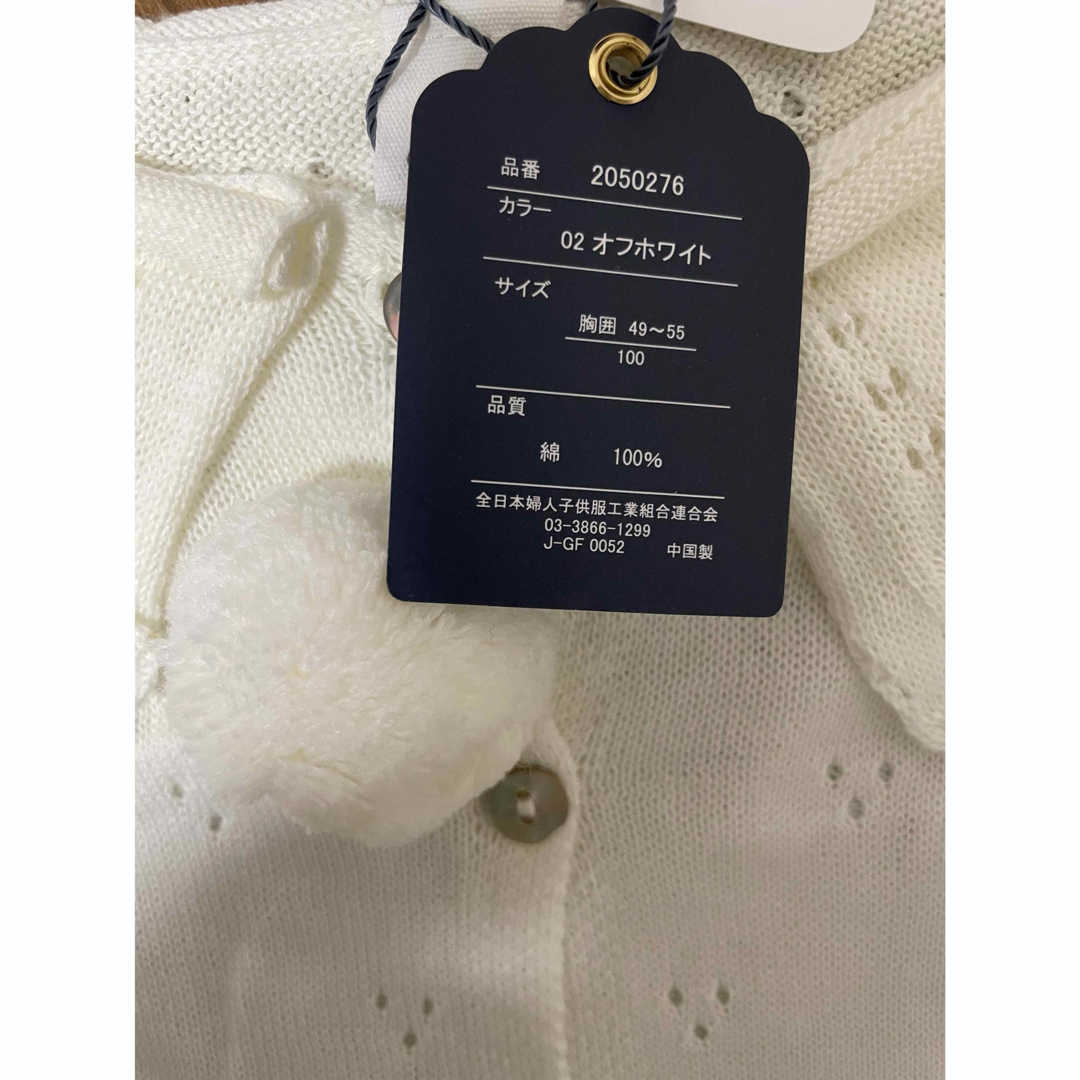 品番 2050276
カラー
02 オフホワイト
サイズ
胸囲 49～55
100
品質
綿 100%
全日本婦人子供服工業組合連合会
03-3866-1299
J-GF 0052 中国製